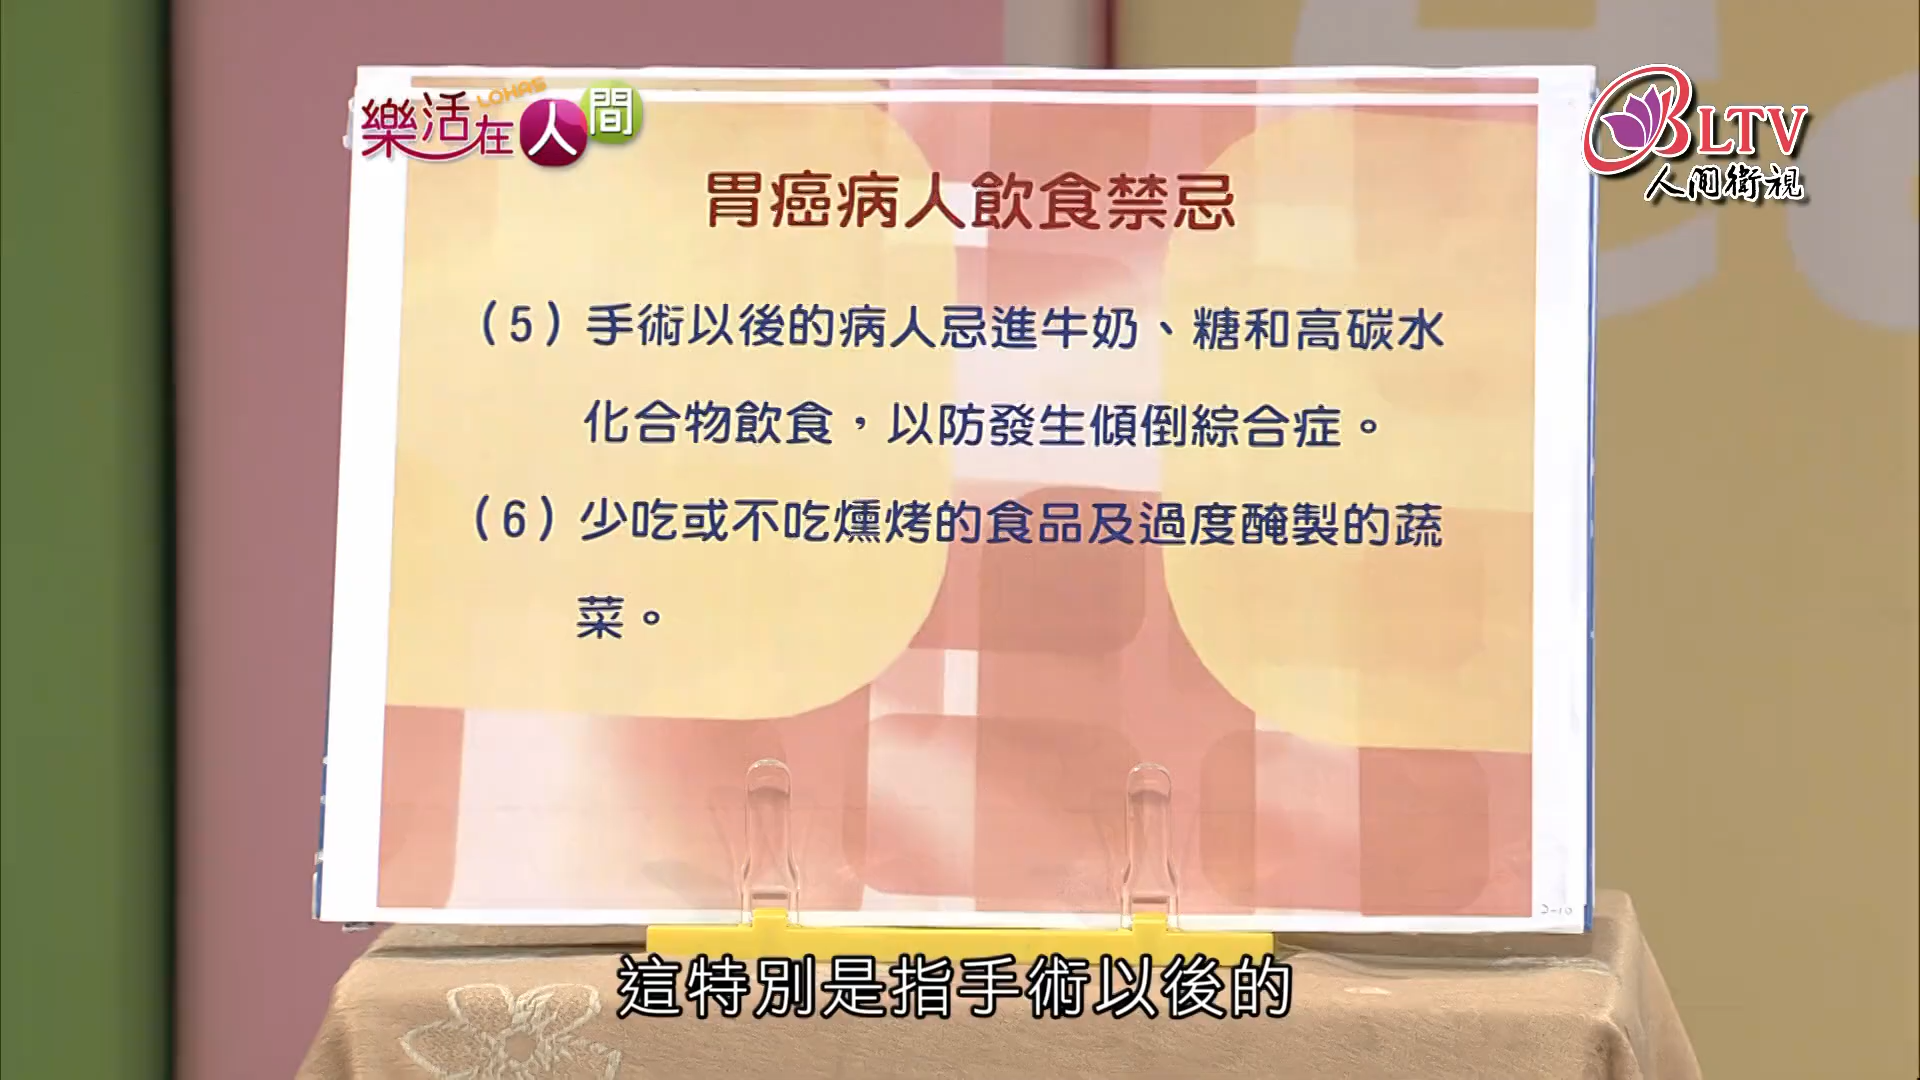 樂活在人間
LOHAS
BLTV
人間衛視
胃癌病人飲食禁忌
（5）手術以後的病人忌進牛奶、糖和高碳水
化合物飲食，以防發生傾倒綜合症。
（6）少吃或不吃燻烤的食品及過度醃製的蔬
菜。
這特別是指手術以後的